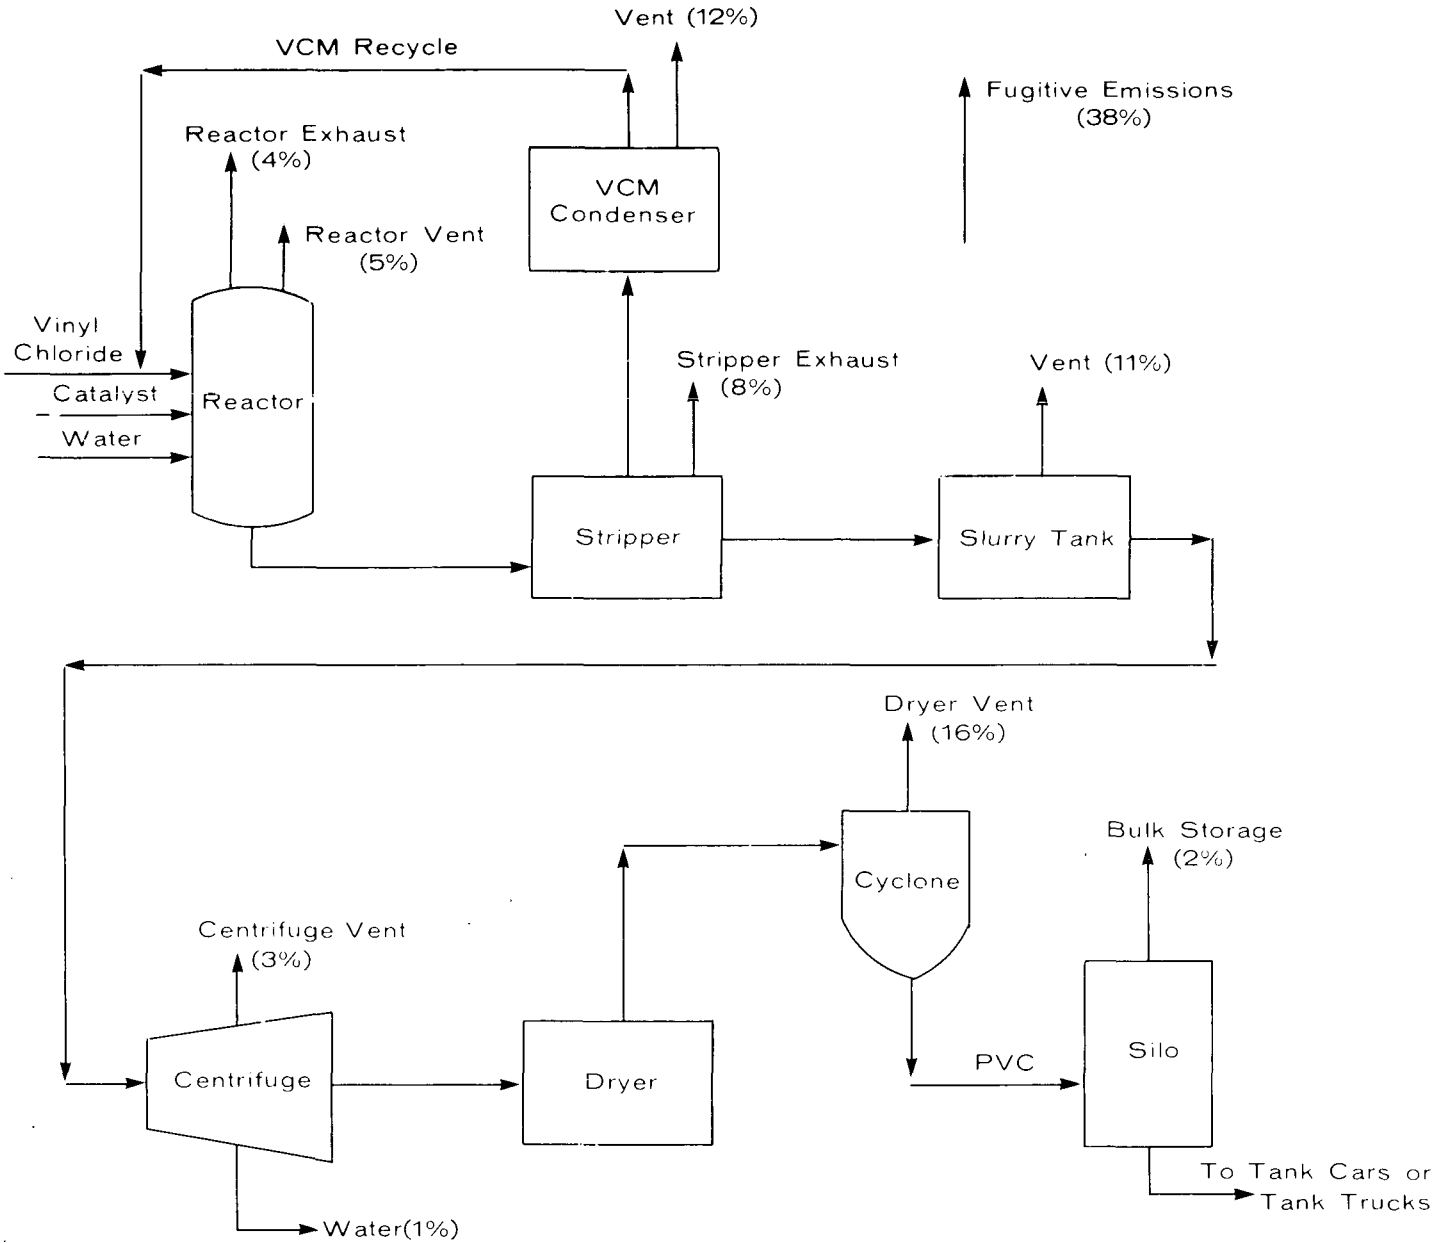 Vent (12%)
VCM Recycle
Fugitive Emissions
(38%)
Reactor Exhaust
(4%)
VCM
Condenser
Reactor Vent
(5%)
Vinyl
Chloride
Stripper Exhaust
(8%)
Vent (11%)
Catalyst
Reactor
Water
Stripper
Slurry Tank
Dryer Vent
(16%)
Bulk Storage
(2%)
Cyclone
Centrifuge Vent
(3%)
Silo
PVC
Centrifuge
Dryer
To Tank Cars or
Tank Trucks
Water(1%)